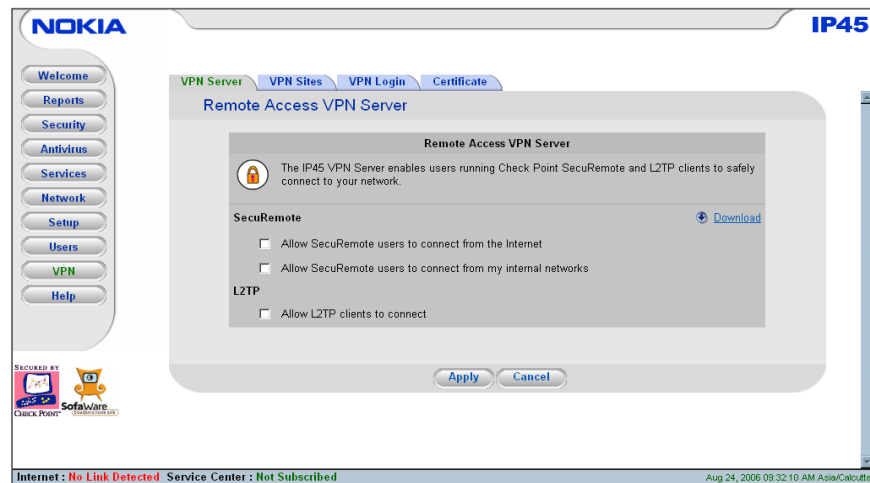 NOKIA
IP45
Welcome
Reports
Security
Antivirus
Services
Network
Setup
Users
VPN
Help
VPN Server
VPN Sites
VPN Login
Certificate
Remote Access VPN Server
Remote Access VPN Server
The IP45 VPN Server enables users running Check Point SecuRemote and L2TP clients to safely
connect to your network.
SecuRemote
Download
Allow SecuRemote users to connect from the Internet
Allow SecuRemote users to connect from my internal networks
L2TP
Allow L2TP clients to connect
Apply
Cancel
SECURED BY
CHECK POINT
SofaWare
Internet : No Link Detected Service Center : Not Subscribed
Aug 24, 2006 09:32:10 AM Asia/Calcutta